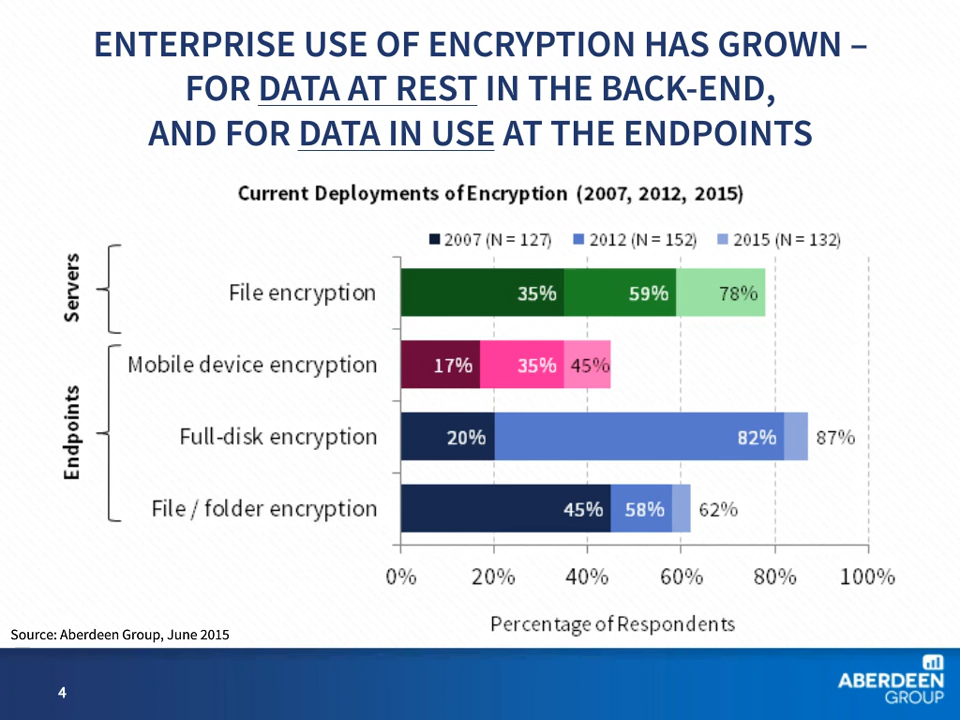 ENTERPRISE USE OF ENCRYPTION HAS GROWN –
FOR DATA AT REST IN THE BACK-END,
AND FOR DATA IN USE AT THE ENDPOINTS
Current Deployments of Encryption (2007, 2012, 2015)
2007 (N = 127) 2012 (N = 152) 2015 (N = 132)
Servers
File encryption 35% 59% 78%
Endpoints
Mobile device encryption 17% 35% 45%
Full-disk encryption 20% 82% 87%
File / folder encryption 45% 58% 62%
0% 20% 40% 60% 80% 100%
Percentage of Respondents
Source: Aberdeen Group, June 2015
4
ABERDEEN
GROUP